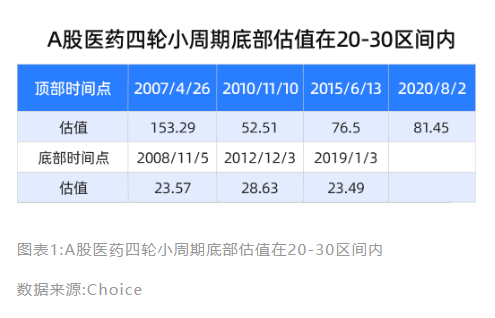 A股医药四轮小周期底部估值在20-30区间内
顶部时间点 2007/4/26 2010/11/10 2015/6/13 2020/8/2
估值 153.29 52.51 76.5 81.45
底部时间点 2008/11/5 2012/12/3 2019/1/3
估值 23.57 28.63 23.49
图表1:A股医药四轮小周期底部估值在20-30区间内
数据来源:Choice